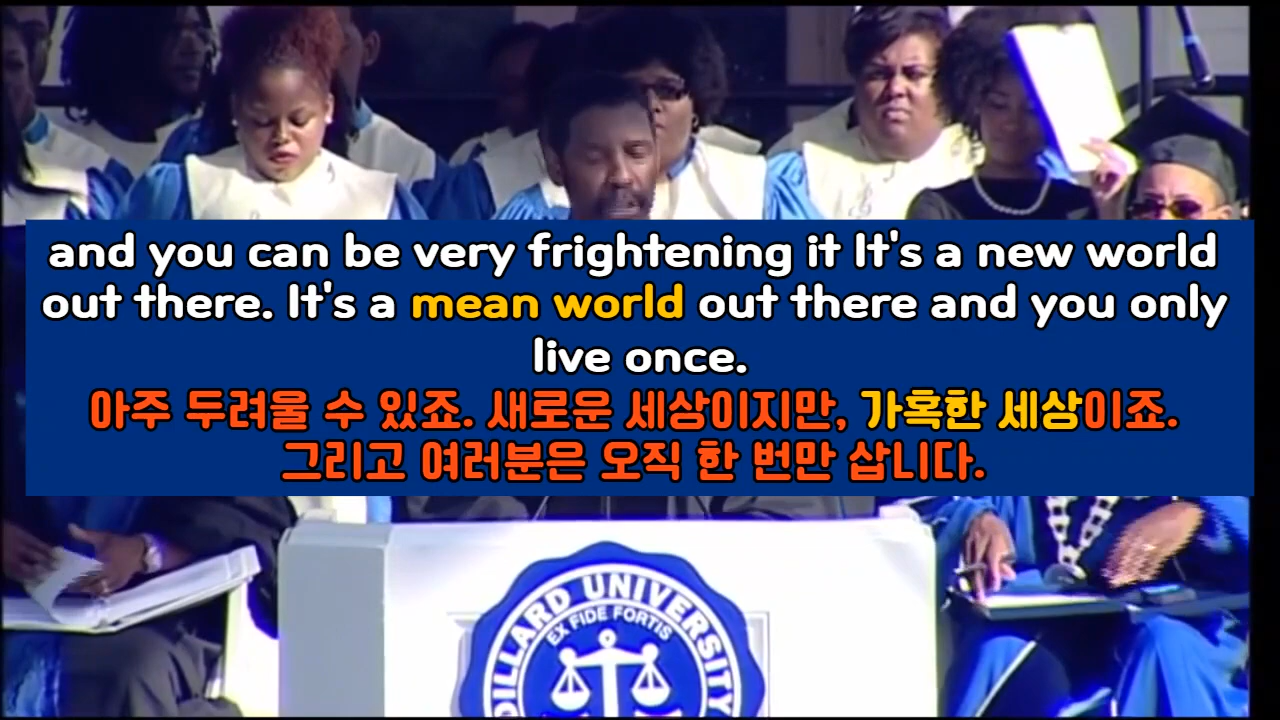 and you can be very frightening it It's a new world
out there. It's a mean world out there and you only
live once.
아주 두려울 수 있죠. 새로운 세상이지만, 가혹한 세상이죠.
그리고 여러분은 오직 한 번만 삽니다.
DILLARD UNIVERSITY
EX FIDE FORTIS